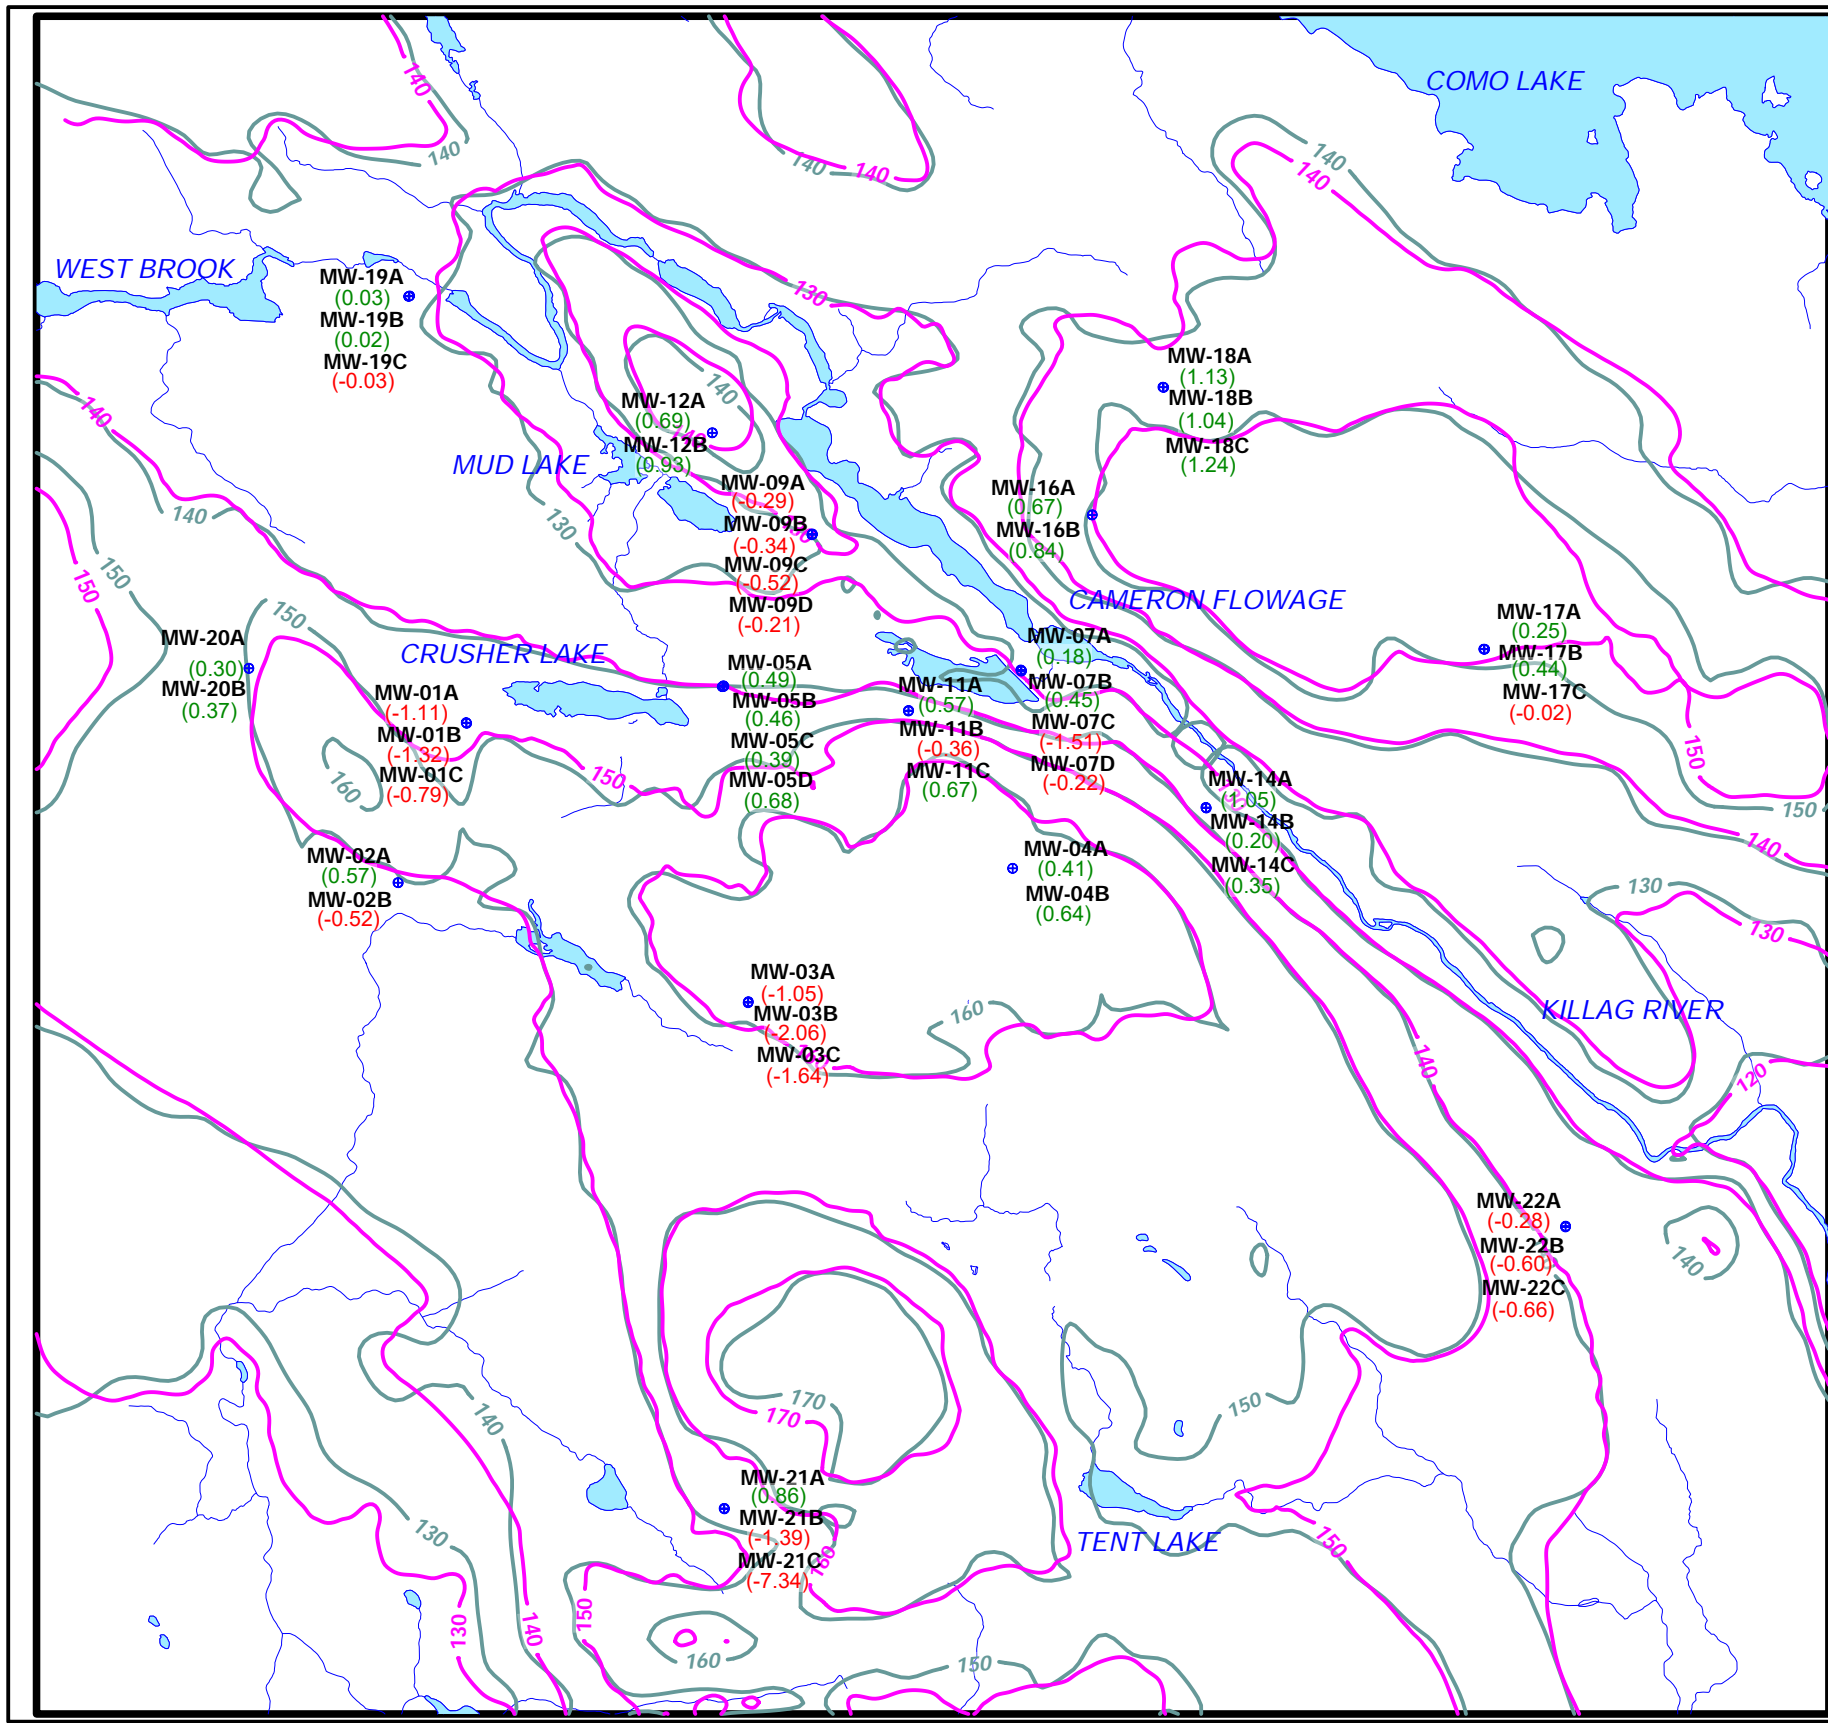 140
COMO LAKE
140
140
140
140
140
140
WEST BROOK
130
MW-19A
(0.03)
MW-19B
(0.02)
MW-19C
(-0.03)
MW-18A
(1.13)
MW-18B
(1.04)
MW-18C
(1.24)
140
MW-12A
(0.69)
MW-12B
(0.93)
140
MUD LAKE
140
130
MW-09A
(-0.29)
MW-09B
(-0.34)
MW-09C
(-0.52)
MW-09D
(-0.21)
MW-16A
(0.67)
MW-16B
(0.84)
150
150
150
CAMERON FLOWAGE
MW-17A
(0.25)
MW-17B
(0.44)
MW-17C
(-0.02)
MW-20A
(0.30)
MW-20B
(0.37)
CRUSHER LAKE
MW-01A
(-1.11)
MW-01B
(-1.32)
MW-01C
(-0.79)
MW-05A
(0.49)
MW-05B
(0.46)
MW-05C
(0.39)
MW-05D
(0.68)
MW-11A
(0.57)
MW-11B
(-0.36)
MW-11C
(0.67)
MW-07A
(0.18)
MW-07B
(0.45)
MW-07C
(-1.51)
MW-07D
(-0.22)
150
160
150
150
140
MW-14A
(1.05)
MW-14B
(0.20)
MW-14C
(0.35)
130
MW-02A
(0.57)
MW-02B
(-0.52)
MW-04A
(0.41)
MW-04B
(0.64)
130
130
MW-03A
(-1.05)
MW-03B
(-2.06)
MW-03C
(-1.64)
160
KILLAG RIVER
140
120
MW-22A
(-0.28)
MW-22B
(-0.60)
MW-22C
(-0.66)
140
170
170
150
140
130
MW-21A
(0.86)
MW-21B
(-1.39)
MW-21C
(-7.34)
160
TENT LAKE
150
130
140
150
160
150